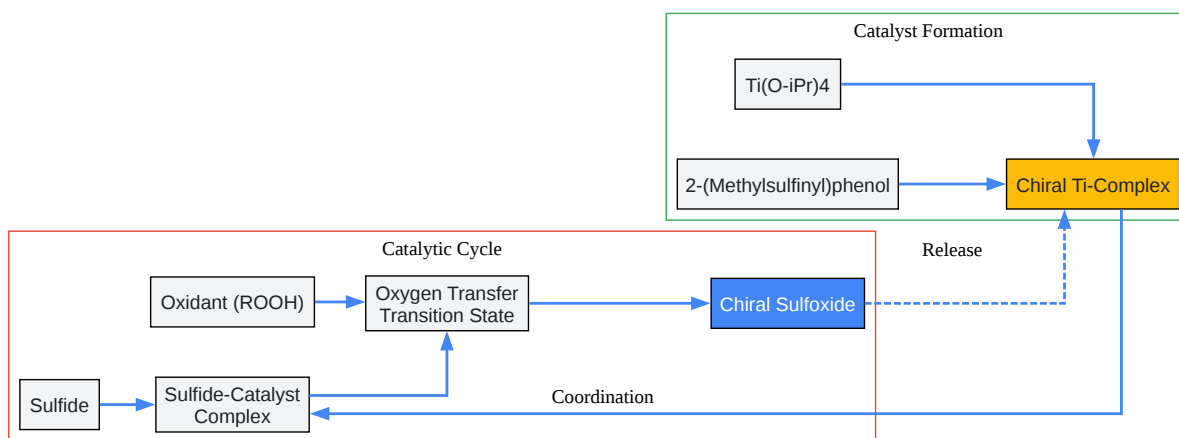 Catalyst Formation
Ti(O-iPr)4
2-(Methylsulfinyl)phenol
Chiral Ti-Complex
Catalytic Cycle
Release
Oxidant (ROOH)
Oxygen Transfer
Transition State
Chiral Sulfoxide
Sulfide
Sulfide-Catalyst
Complex
Coordination